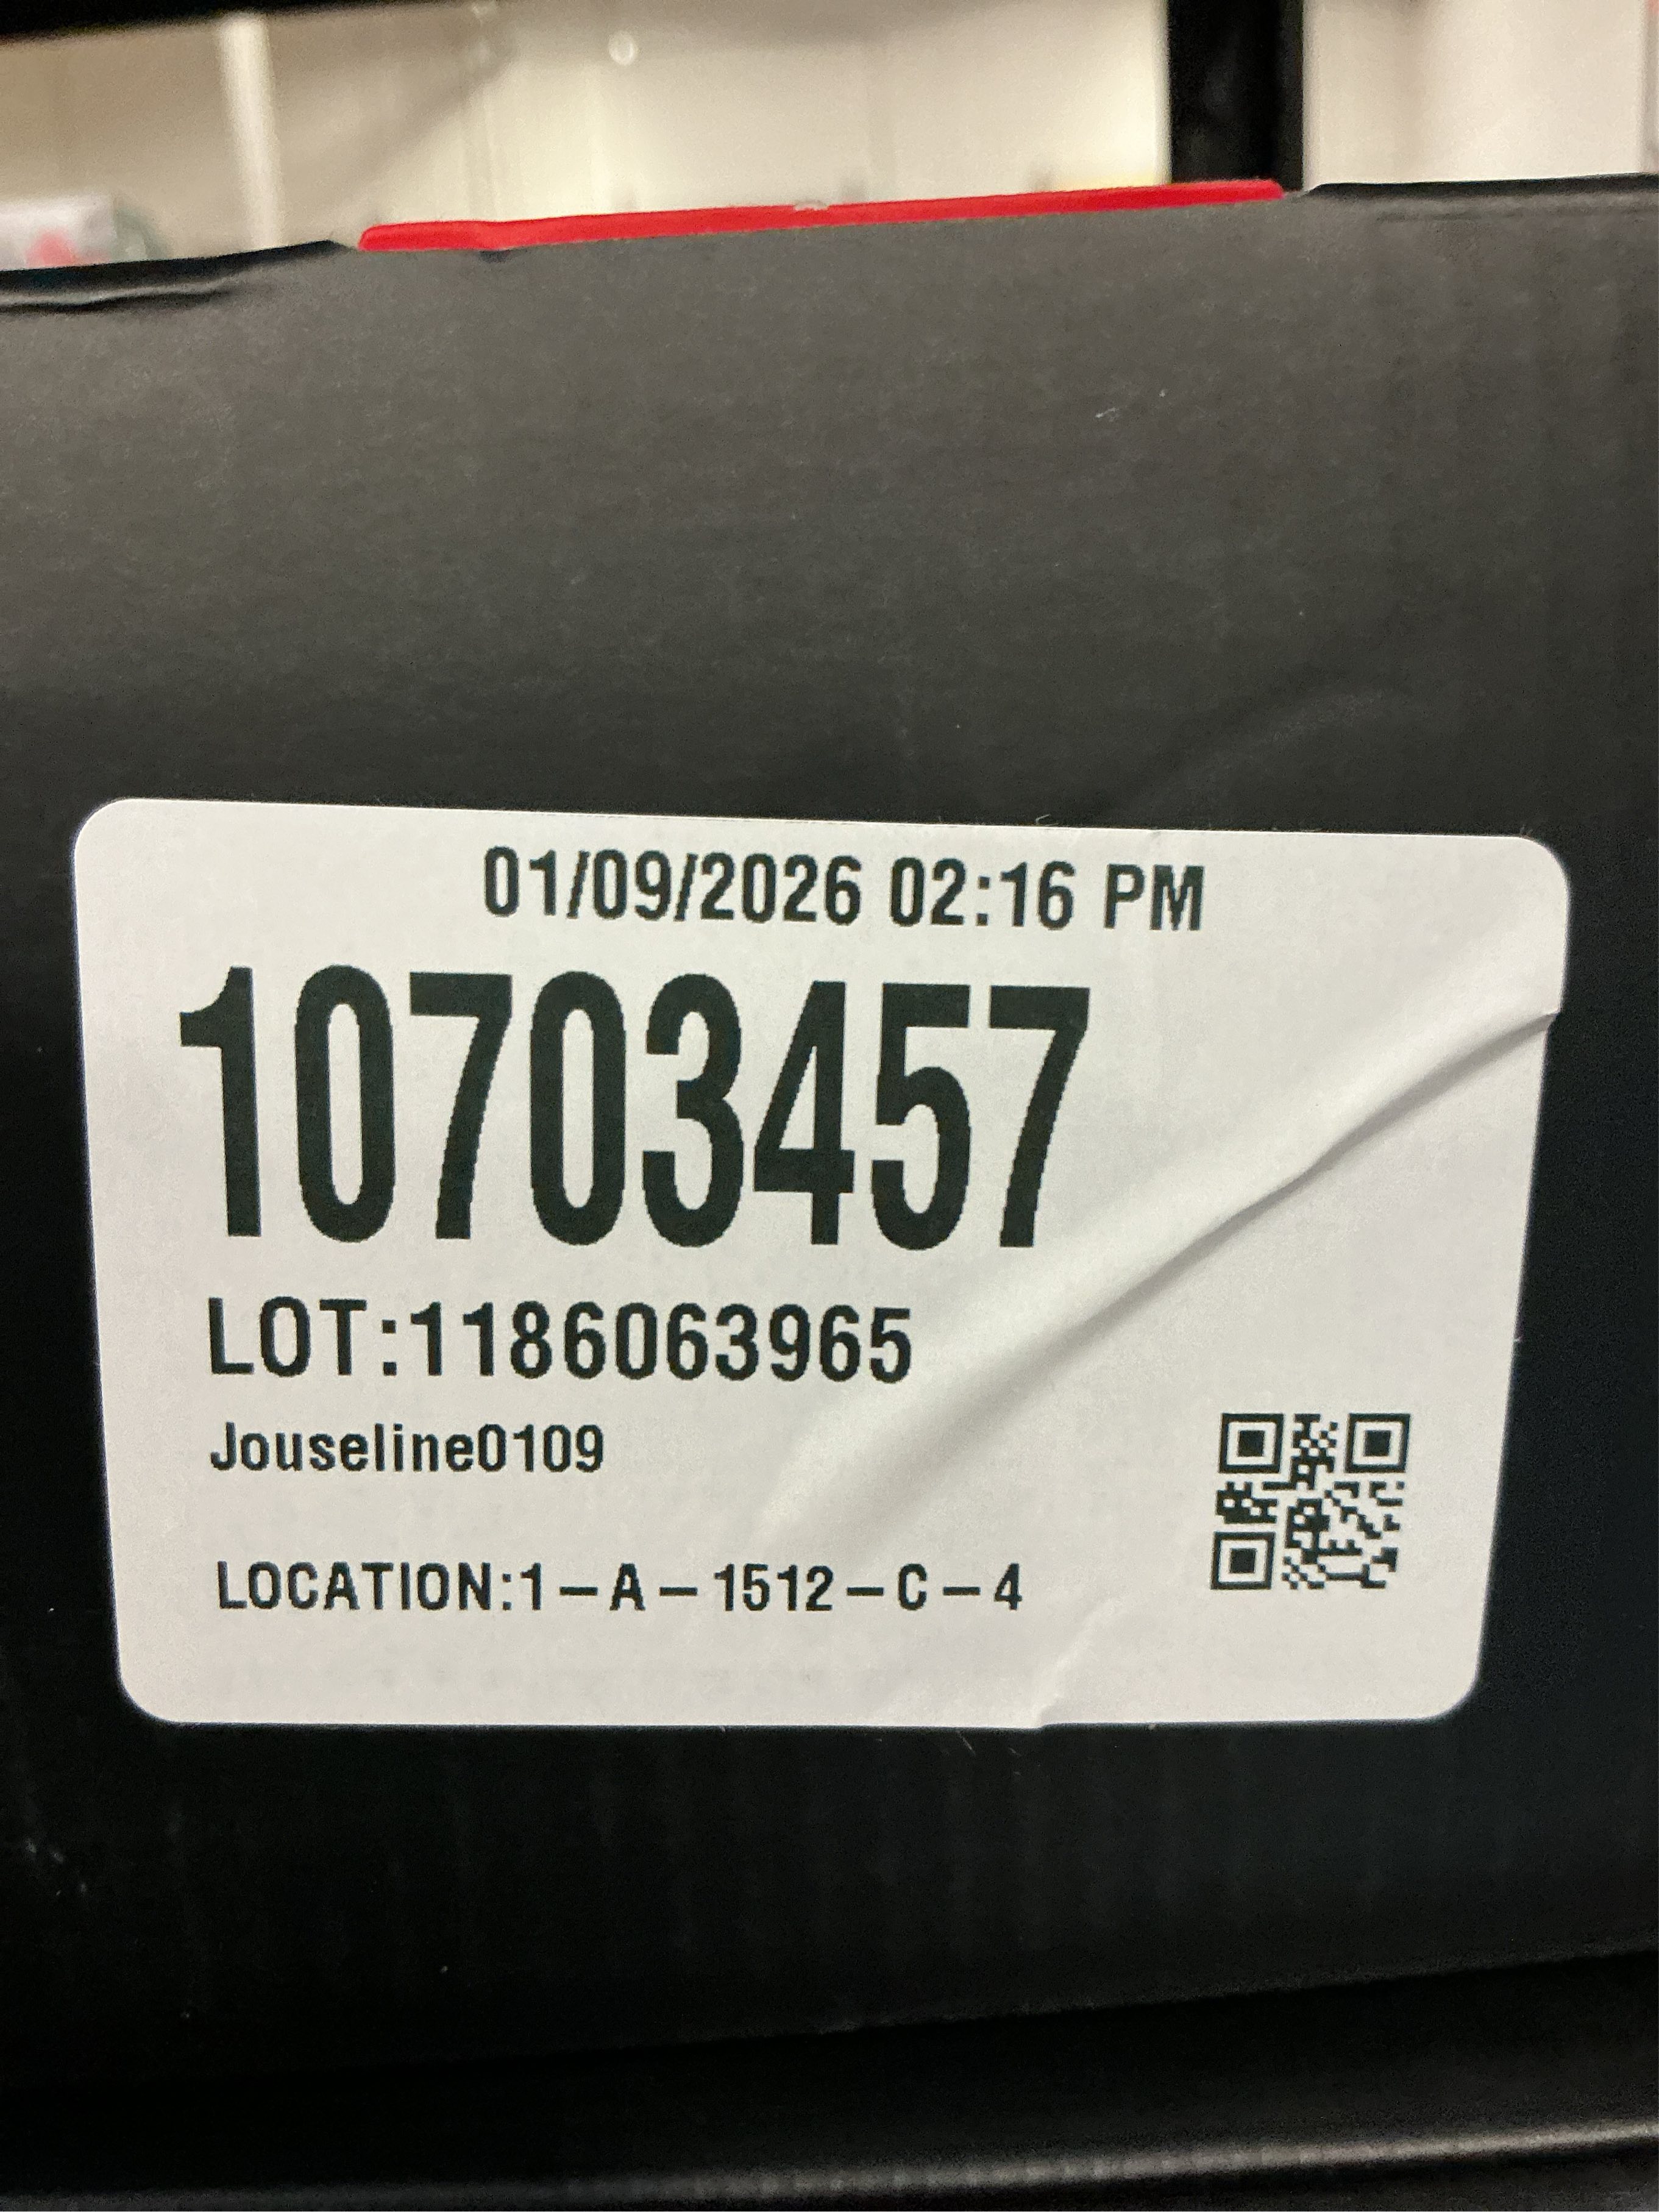 01/09/2026 02:16 PM
10703457
LOT:1186063965
Jouseline0109
LOCATION:1-A-1512-C-4